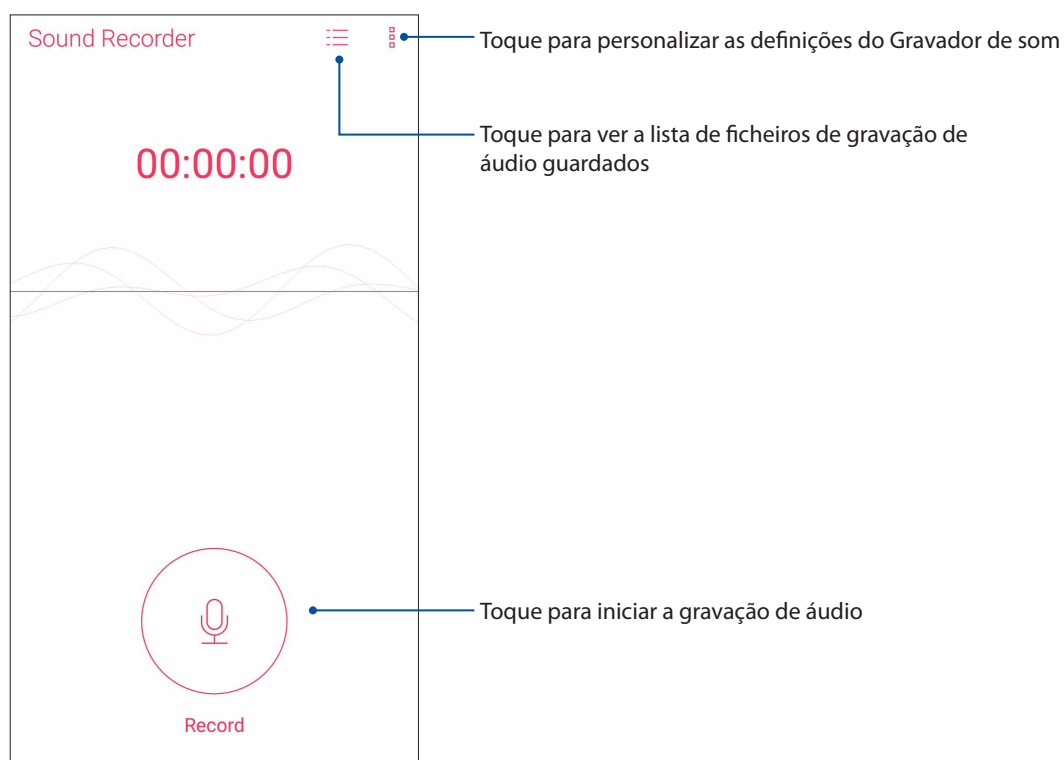 Sound Recorder
Toque para personalizar as definições do Gravador de som
Toque para ver a lista de ficheiros de gravação de
áudio guardados
00:00:00
Toque para iniciar a gravação de áudio
Record